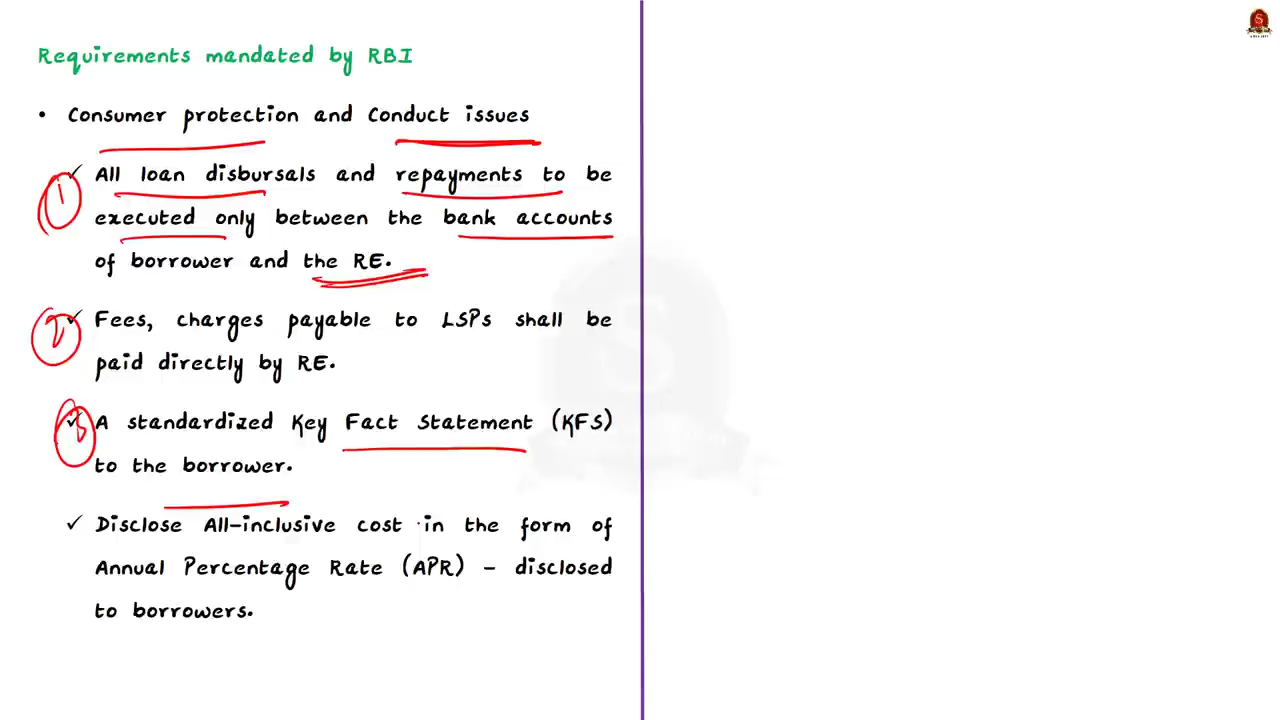 Requirements mandated by RBI
• Consumer protection and Conduct issues
1 ✓ All loan disbursals and repayments to be
executed only between the bank accounts
of borrower and the RE.
2 ✓ Fees, charges payable to LSPs shall be
paid directly by RE.
3 ✓ A standardized Key Fact Statement (KFS)
to the borrower.
✓ Disclose All-inclusive cost in the form of
Annual Percentage Rate (APR) - disclosed
to borrowers.